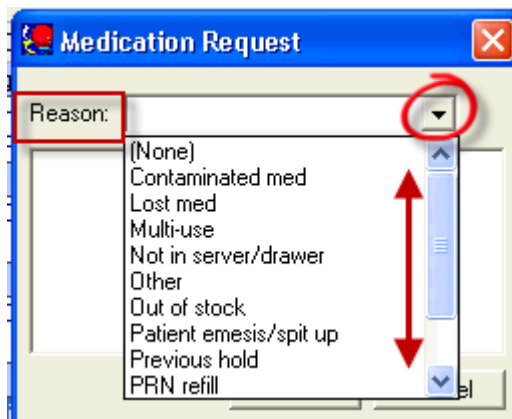 Medication Request
Reason:
(None)
Contaminated med
Lost med
Multi-use
Not in server/drawer
Other
Out of stock
Patient emesis/spit up
Previous hold
PRN refill